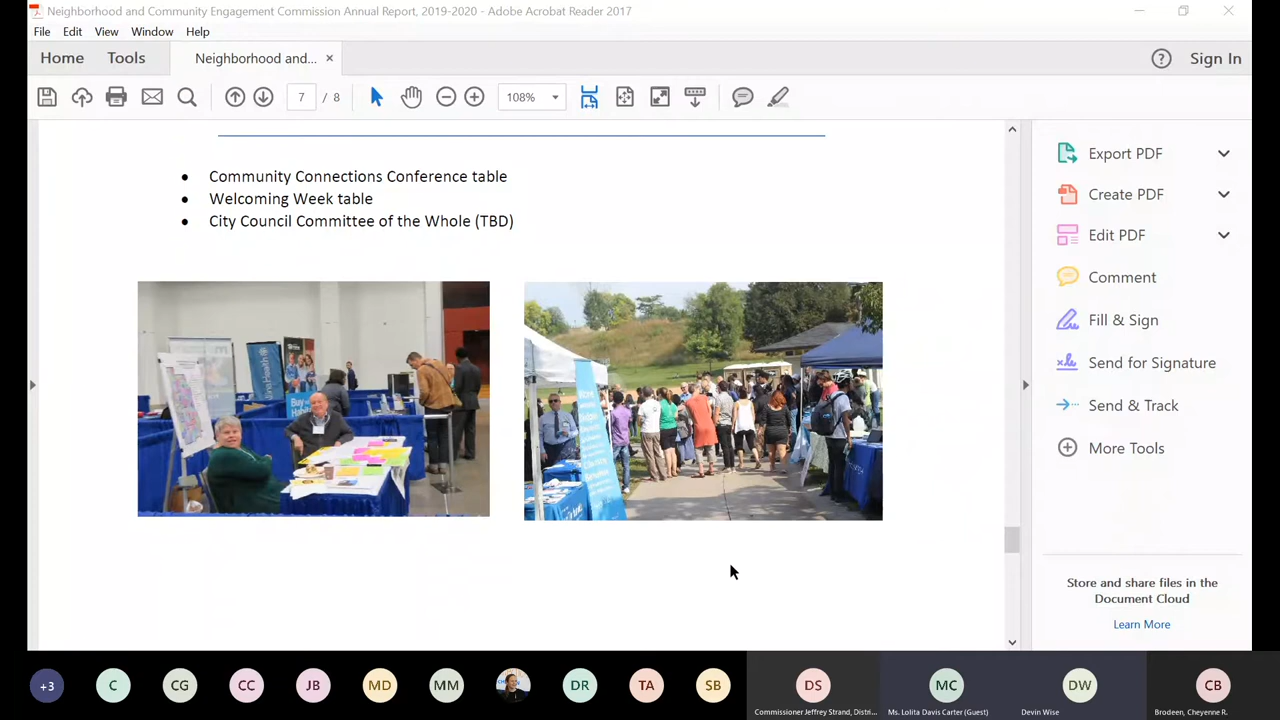 Neighborhood and Community Engagement Commission Annual Report, 2019-2020 - Adobe Acrobat Reader 2017
File Edit View Window Help
Home Tools Neighborhood and... × Sign In
7 / 8 108%
Community Connections Conference table
Welcoming Week table
City Council Committee of the Whole (TBD)
Export PDF
Create PDF
Edit PDF
Comment
Fill & Sign
Send for Signature
Send & Track
More Tools
Store and share files in the
Document Cloud
Learn More
+3 C CG CC JB MD MM DR TA SB DS MC DW CB
Commissioner Jeffrey Strand, Distri... Ms. Lolita Davis Carter (Guest) Devin Wise Brodeen, Cheyenne R.